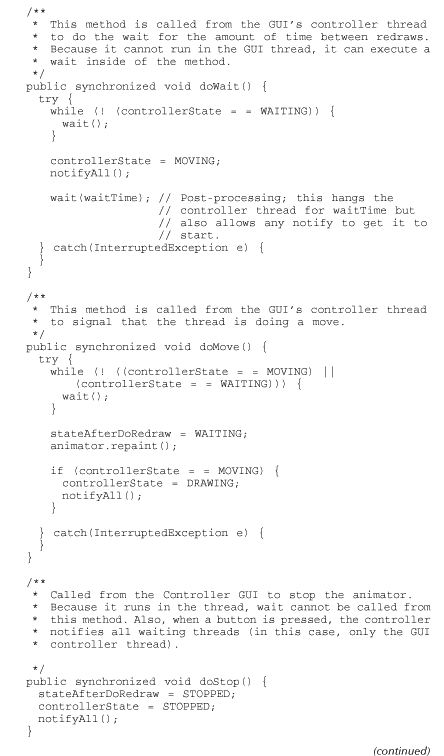 /**
 * This method is called from the GUI's controller thread
 * to do the wait for the amount of time between redraws.
 * Because it cannot run in the GUI thread, it can execute a
 * wait inside of the method.
 */
public synchronized void doWait() {
  try {
    while (! (controllerState = = WAITING)) {
      wait();
    }

    controllerState = MOVING;
    notifyAll();

    wait(waitTime); // Post-processing; this hangs the
                    // controller thread for waitTime but
                    // also allows any notify to get it to
                    // start.
  } catch(InterruptedException e) {
  }
}

/**
 * This method is called from the GUI's controller thread
 * to signal that the thread is doing a move.
 */
public synchronized void doMove() {
  try {
    while (! ((controllerState = = MOVING) ||
        (controllerState = = WAITING))) {
      wait();
    }

    stateAfterDoRedraw = WAITING;
    animator.repaint();

    if (controllerState = = MOVING) {
      controllerState = DRAWING;
      notifyAll();
    }

  } catch(InterruptedException e) {
  }
}

/**
 * Called from the Controller GUI to stop the animator.
 * Because it runs in the thread, wait cannot be called from
 * this method. Also, when a button is pressed, the controller
 * notifies all waiting threads (in this case, only the GUI
 * controller thread).

 */
public synchronized void doStop() {
  stateAfterDoRedraw = STOPPED;
  controllerState = STOPPED;
  notifyAll();
}

(continued)